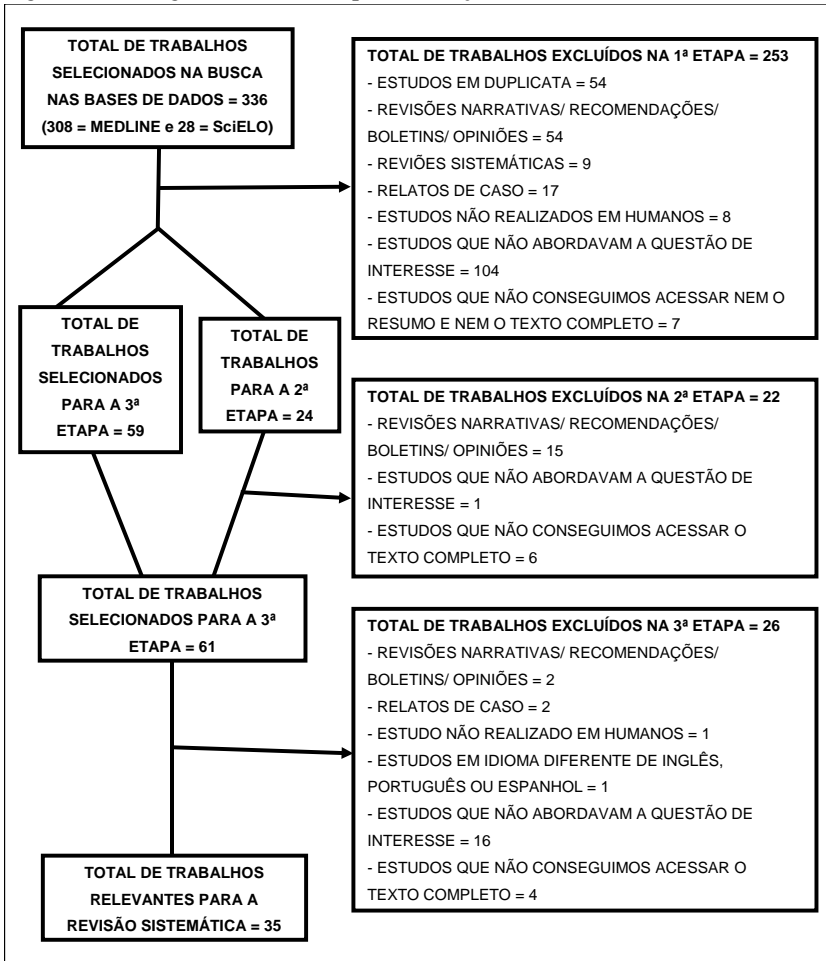 TOTAL DE TRABALHOS
SELECIONADOS NA BUSCA
NAS BASES DE DADOS = 336
(308 = MEDLINE e 28 = SciELO)
TOTAL DE TRABALHOS EXCLUÍDOS NA 1ª ETAPA = 253
- ESTUDOS EM DUPLICATA = 54
- REVISÕES NARRATIVAS/ RECOMENDAÇÕES/
BOLETINS/ OPINIÕES = 54
- REVIÕES SISTEMÁTICAS = 9
- RELATOS DE CASO = 17
- ESTUDOS NÃO REALIZADOS EM HUMANOS = 8
- ESTUDOS QUE NÃO ABORDAVAM A QUESTÃO DE
INTERESSE = 104
- ESTUDOS QUE NÃO CONSEGUIMOS ACESSAR NEM O
RESUMO E NEM O TEXTO COMPLETO = 7
TOTAL DE
TRABALHOS
SELECIONADOS
PARA A 3ª
ETAPA = 59
TOTAL DE
TRABALHOS
PARA A 2ª
ETAPA = 24
TOTAL DE TRABALHOS EXCLUÍDOS NA 2ª ETAPA = 22
- REVISÕES NARRATIVAS/ RECOMENDAÇÕES/
BOLETINS/ OPINIÕES = 15
- ESTUDOS QUE NÃO ABORDAVAM A QUESTÃO DE
INTERESSE = 1
- ESTUDOS QUE NÃO CONSEGUIMOS ACESSAR O
TEXTO COMPLETO = 6
TOTAL DE TRABALHOS
SELECIONADOS PARA A 3ª
ETAPA = 61
TOTAL DE TRABALHOS EXCLUÍDOS NA 3ª ETAPA = 26
- REVISÕES NARRATIVAS/ RECOMENDAÇÕES/
BOLETINS/ OPINIÕES = 2
- RELATOS DE CASO = 2
- ESTUDO NÃO REALIZADO EM HUMANOS = 1
- ESTUDOS EM IDIOMA DIFERENTE DE INGLÊS,
PORTUGUÊS OU ESPANHOL = 1
- ESTUDOS QUE NÃO ABORDAVAM A QUESTÃO DE
INTERESSE = 16
- ESTUDOS QUE NÃO CONSEGUIMOS ACESSAR O
TEXTO COMPLETO = 4
TOTAL DE TRABALHOS
RELEVANTES PARA A
REVISÃO SISTEMÁTICA = 35